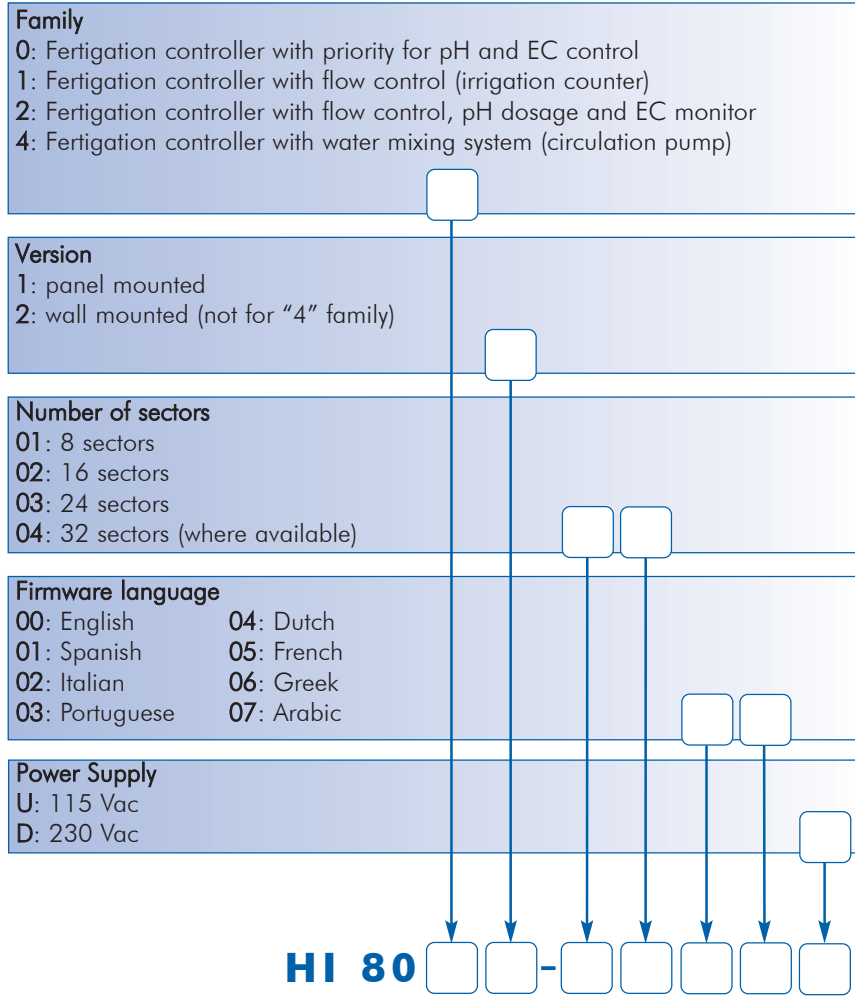 Family
0: Fertigation controller with priority for pH and EC control
1: Fertigation controller with flow control (irrigation counter)
2: Fertigation controller with flow control, pH dosage and EC monitor
4: Fertigation controller with water mixing system (circulation pump)
Version
1: panel mounted
2: wall mounted (not for “4” family)
Number of sectors
01: 8 sectors
02: 16 sectors
03: 24 sectors
04: 32 sectors (where available)
Firmware language
00: English 04: Dutch
01: Spanish 05: French
02: Italian 06: Greek
03: Portuguese 07: Arabic
Power Supply
U: 115 Vac
D: 230 Vac
HI 80 -